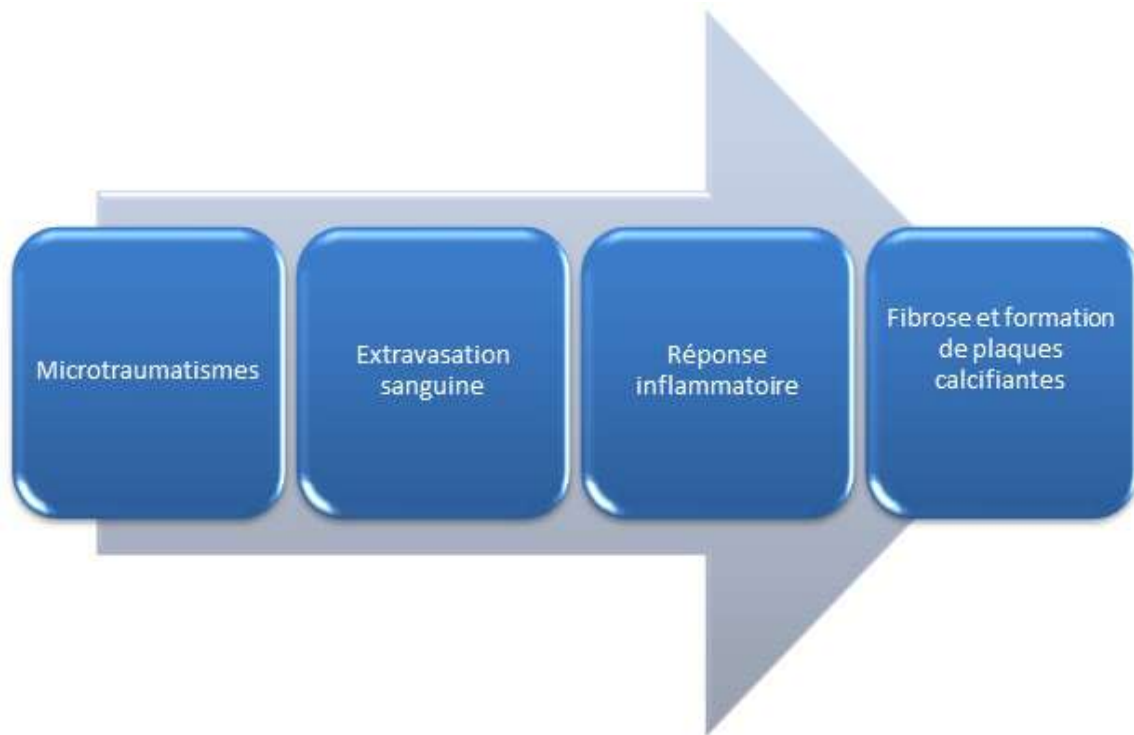 Microtraumatismes
Extravasation
sanguine
Réponse
inflammatoire
Fibrose et formation
de plaques
calcifiantes